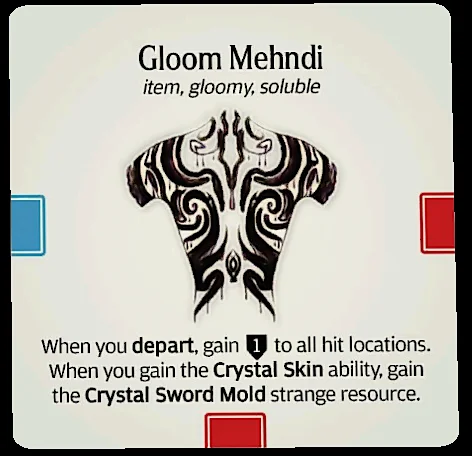 Gloom Mehndi
item, gloomy, soluble
When you depart, gain 1 to all hit locations.
When you gain the Crystal Skin ability, gain
the Crystal Sword Mold strange resource.